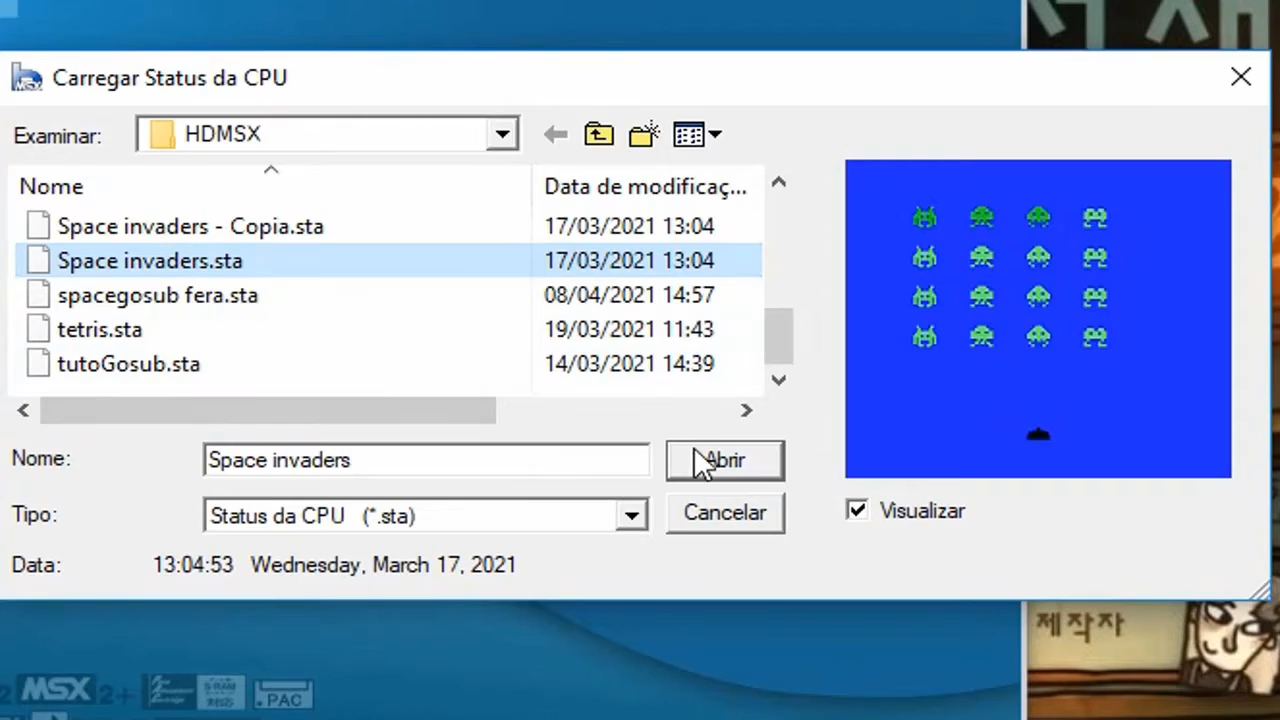 Carregar Status da CPU
Examinar:
HDMSX
Nome
Data de modificaç...
Space invaders - Copia.sta
17/03/2021 13:04
Space invaders.sta
17/03/2021 13:04
spacegosub fera.sta
08/04/2021 14:57
tetris.sta
19/03/2021 11:43
tutoGosub.sta
14/03/2021 14:39
Nome:
Space invaders
Abrir
Tipo:
Status da CPU (*.sta)
Cancelar
Visualizar
Data:
13:04:53 Wednesday, March 17, 2021
제작자
2 MSX 2+
PAC